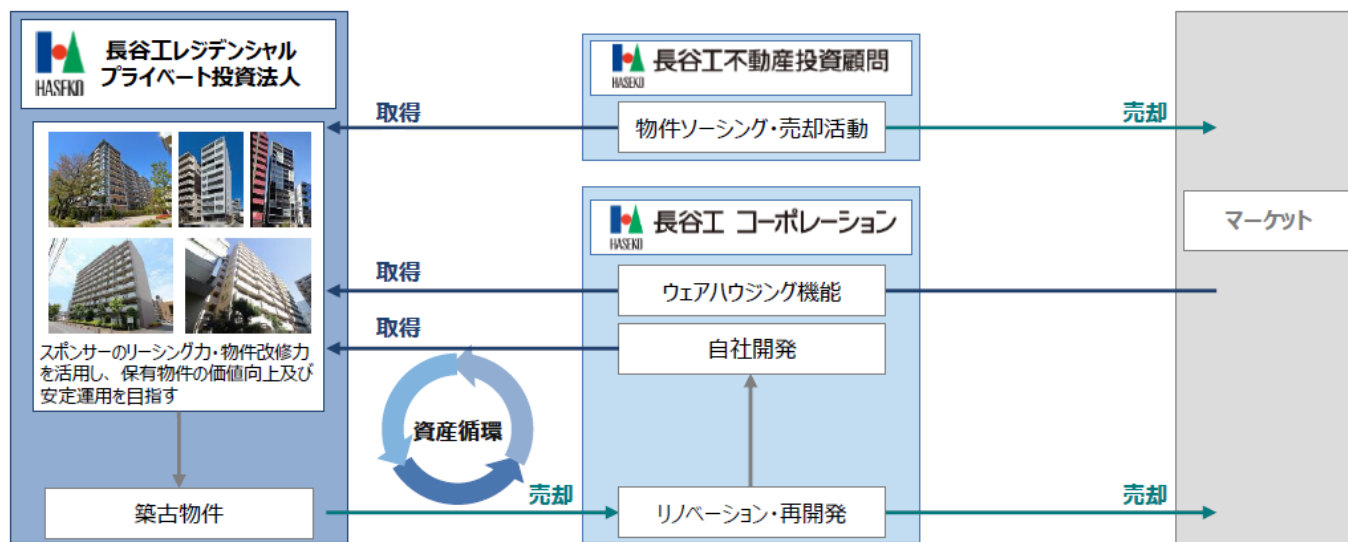 HASEKO
長谷工レジデンシャル
プライベート投資法人
スポンサーのリーシング力・物件改修力
を活用し、保有物件の価値向上及び
安定運用を目指す
築古物件
取得
取得
取得
資産循環
売却
HASEKO
長谷工不動産投資顧問
物件ソーシング・売却活動
HASEKO
長谷工 コーポレーション
ウェアハウジング機能
自社開発
リノベーション・再開発
売却
売却
マーケット